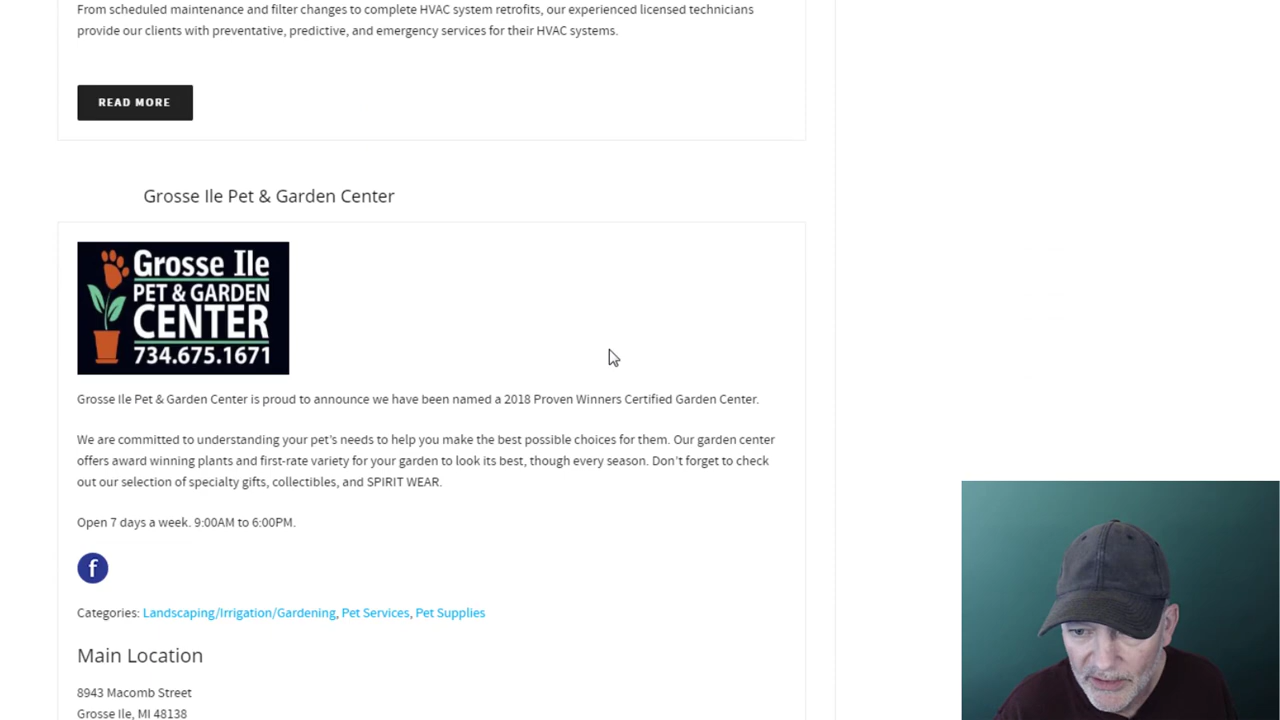 From scheduled maintenance and filter changes to complete HVAC system retrofits, our experienced licensed technicians
provide our clients with preventative, predictive, and emergency services for their HVAC systems.
READ MORE
Grosse Ile Pet & Garden Center
Grosse Ile
PET & GARDEN
CENTER
734.675.1671
Grosse Ile Pet & Garden Center is proud to announce we have been named a 2018 Proven Winners Certified Garden Center.
We are committed to understanding your pet's needs to help you make the best possible choices for them. Our garden center
offers award winning plants and first-rate variety for your garden to look its best, though every season. Don't forget to check
out our selection of specialty gifts, collectibles, and SPIRIT WEAR.
Open 7 days a week. 9:00AM to 6:00PM.
f
Categories: Landscaping/Irrigation/Gardening, Pet Services, Pet Supplies
Main Location
8943 Macomb Street
Grosse Ile, MI 48138